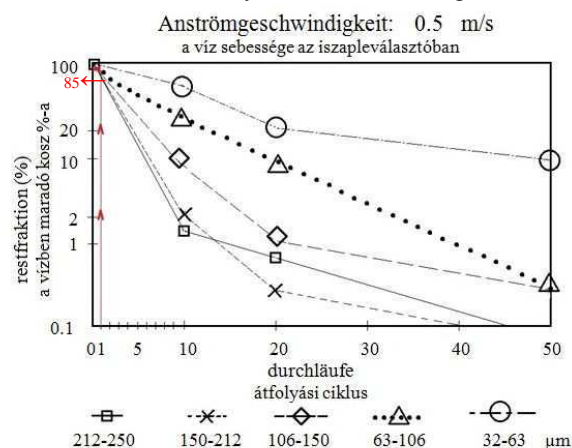 Anströmgeschwindigkeit: 0.5 m/s
a víz sebessége az iszapleválasztóban
restfraktion (%)
a vízben maradó kosz %-a
100
85
20
10
2
1
0.1
01 5 10 20 30 40 50
durchläufe
átfolyási ciklus
212-250 150-212 106-150 63-106 32-63 μm